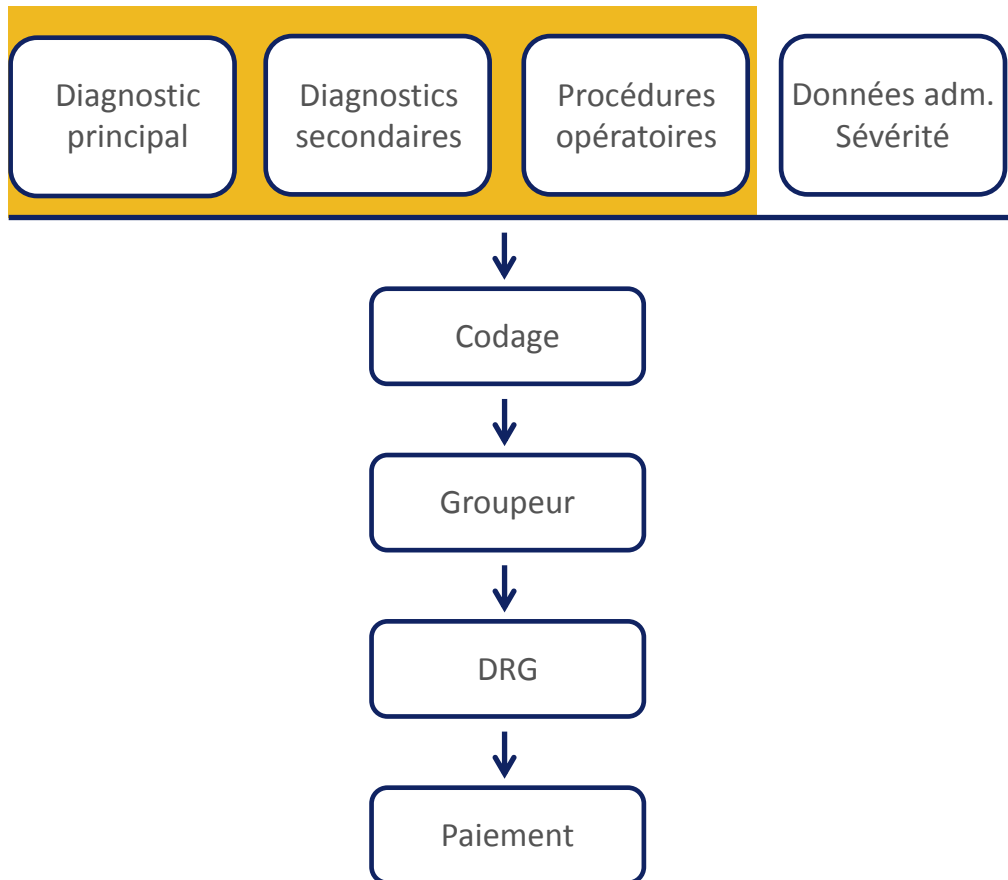 Diagnostic
principal
Diagnostics
secondaires
Procédures
opératoires
Données adm.
Sévérité
Codage
Groupeur
DRG
Paiement